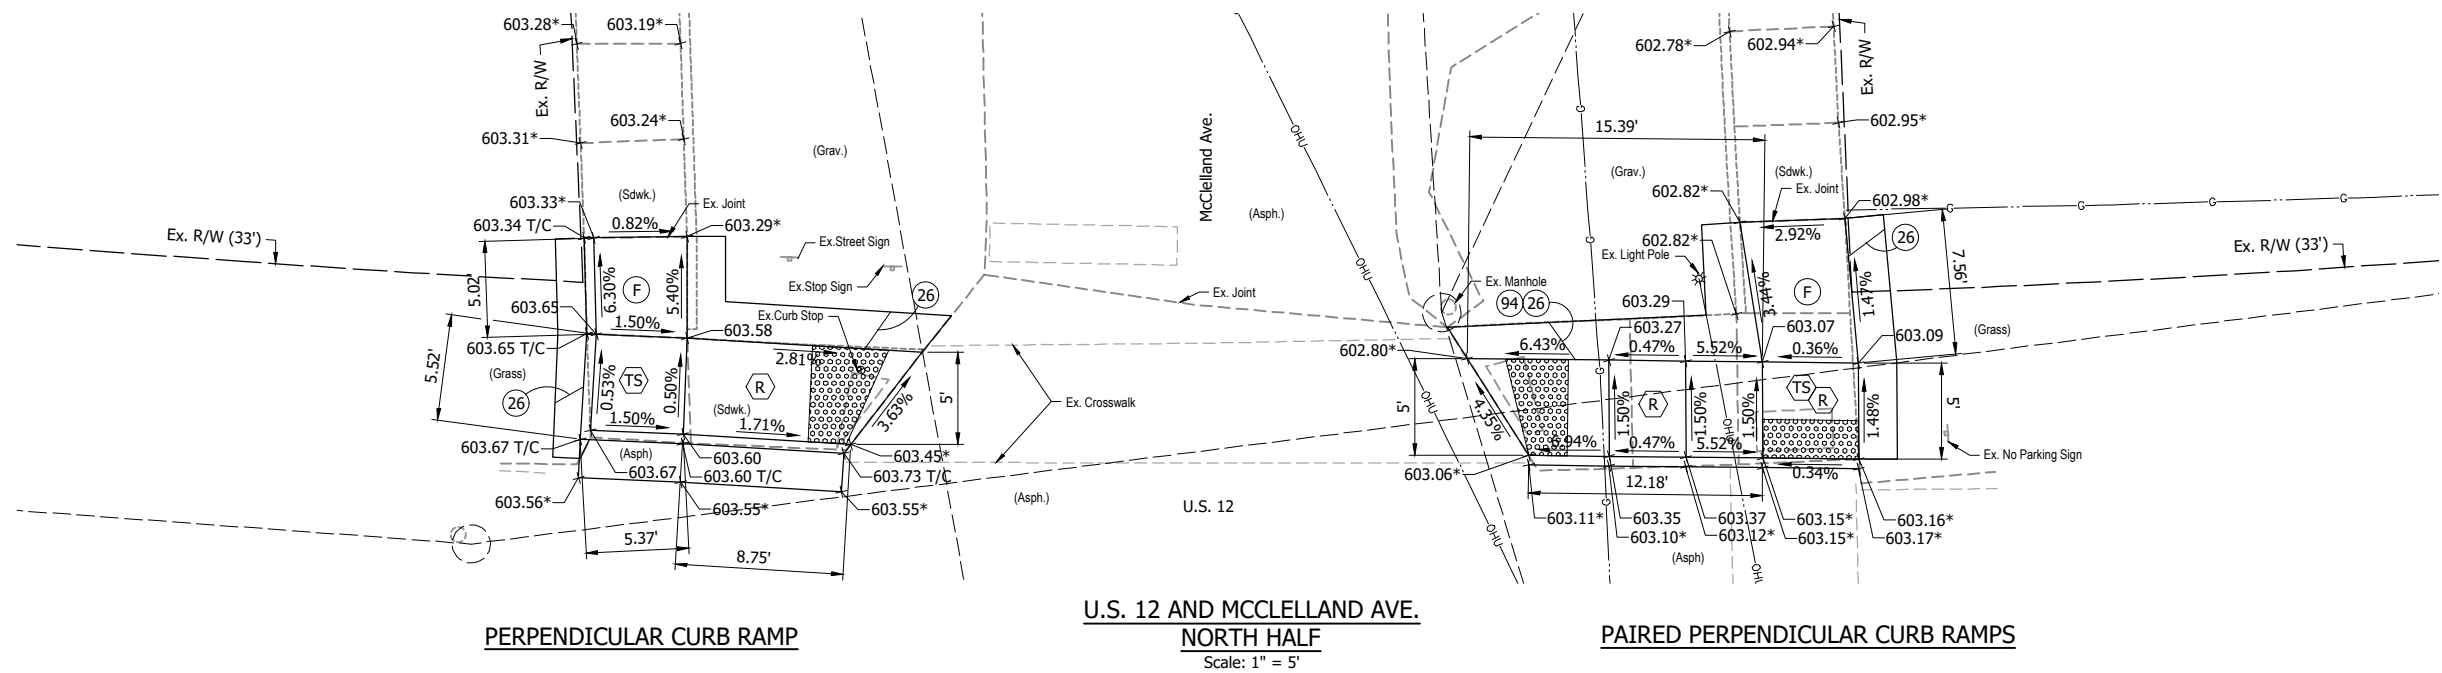 603.28*
603.19*
Ex. R/W
603.31*
603.24*
(Grav.)
(Sdwk.)
603.33*
Ex. Joint
603.34 T/C
0.82%
603.29*
Ex. R/W (33')
5.02'
6.30%
F
5.40%
Ex.Street Sign
Ex.Stop Sign
26
603.65
1.50%
Ex.Curb Stop
603.58
603.65 T/C
2.81%
5.52'
(Grass)
0.53%
TS
0.50%
R
26
1.50%
(Sdwk.)
1.71%
3.63%
5'
603.67 T/C
(Asph)
603.60
603.45*
603.67
603.60 T/C
603.73 T/C
603.56*
603.55*
603.55*
5.37'
8.75'
McClelland Ave.
(Asph.)
Ex. Joint
Ex. Crosswalk
(Asph.)
U.S. 12
OHU
OHU
OHU
OHU
602.78*
602.94*
Ex. R/W
G
15.39'
602.95*
(Grav.)
602.82*
(Sdwk.)
Ex. Joint
602.98*
G
G
G
G
2.92%
602.82*
G
26
Ex. Light Pole
Ex. R/W (33')
7.56'
Ex. Manhole
94
26
603.29
3.44%
F
1.47%
603.27
603.07
603.09
(Grass)
602.80*
6.43%
0.47%
5.52%
0.36%
G
5'
4.35%
R
1.50%
1.50%
1.50%
TS
R
1.48%
5'
OHU
6.94%
0.47%
5.52%
0.34%
Ex. No Parking Sign
603.06*
12.18'
G
603.11*
603.35
603.37
603.15*
603.16*
603.10*
603.12*
603.15*
603.17*
(Asph)
OHU
PERPENDICULAR CURB RAMP
U.S. 12 AND MCCLELLAND AVE.
NORTH HALF
Scale: 1" = 5'
PAIRED PERPENDICULAR CURB RAMPS